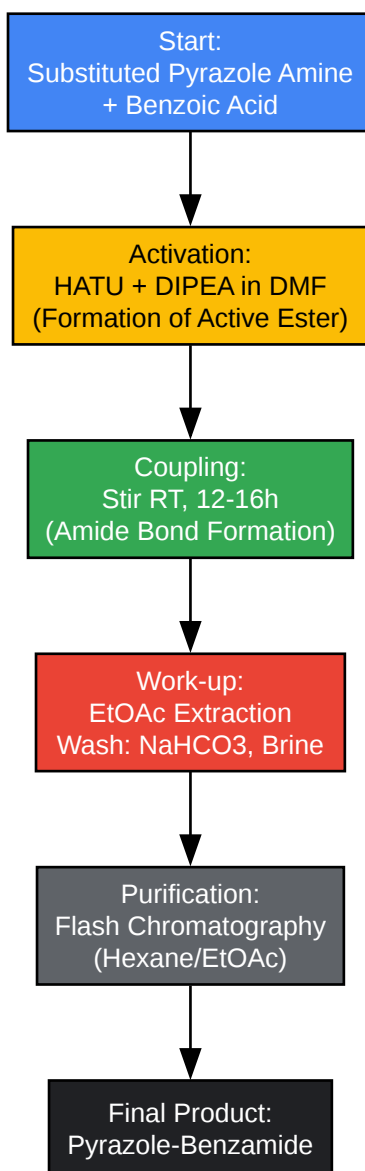 Start:
Substituted Pyrazole Amine
+ Benzoic Acid
Activation:
HATU + DIPEA in DMF
(Formation of Active Ester)
Coupling:
Stir RT, 12-16h
(Amide Bond Formation)
Work-up:
EtOAc Extraction
Wash: NaHCO3, Brine
Purification:
Flash Chromatography
(Hexane/EtOAc)
Final Product:
Pyrazole-Benzamide